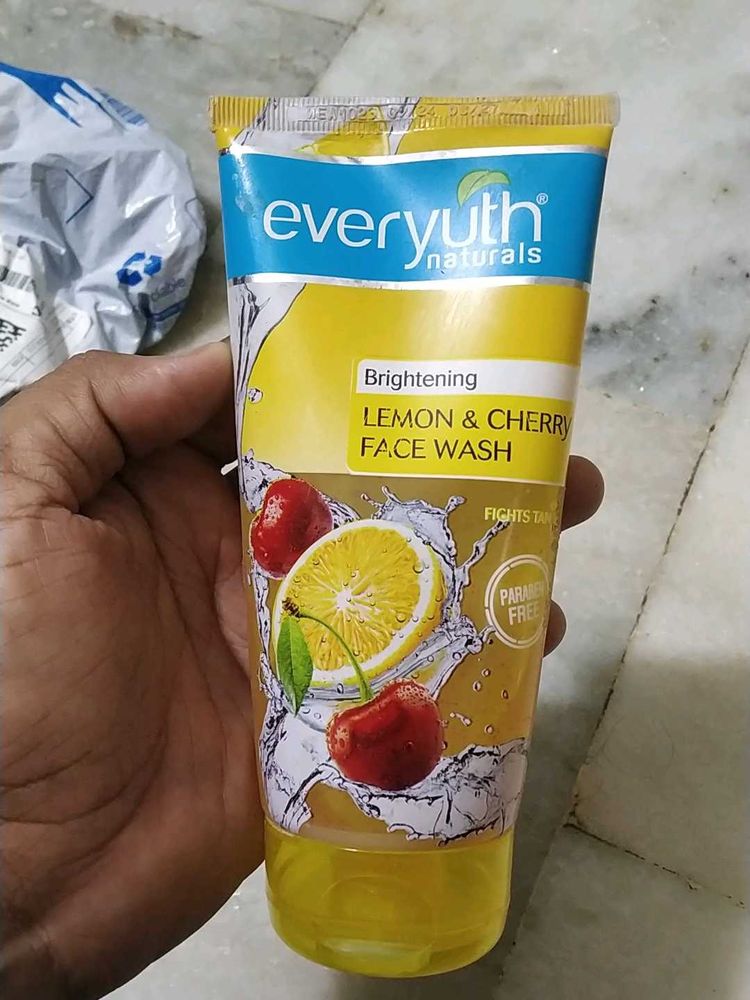 everyuth®
naturals
Brightening
LEMON & CHERRY
FACE WASH
FIGHTS TAN
PARABEN
FREE